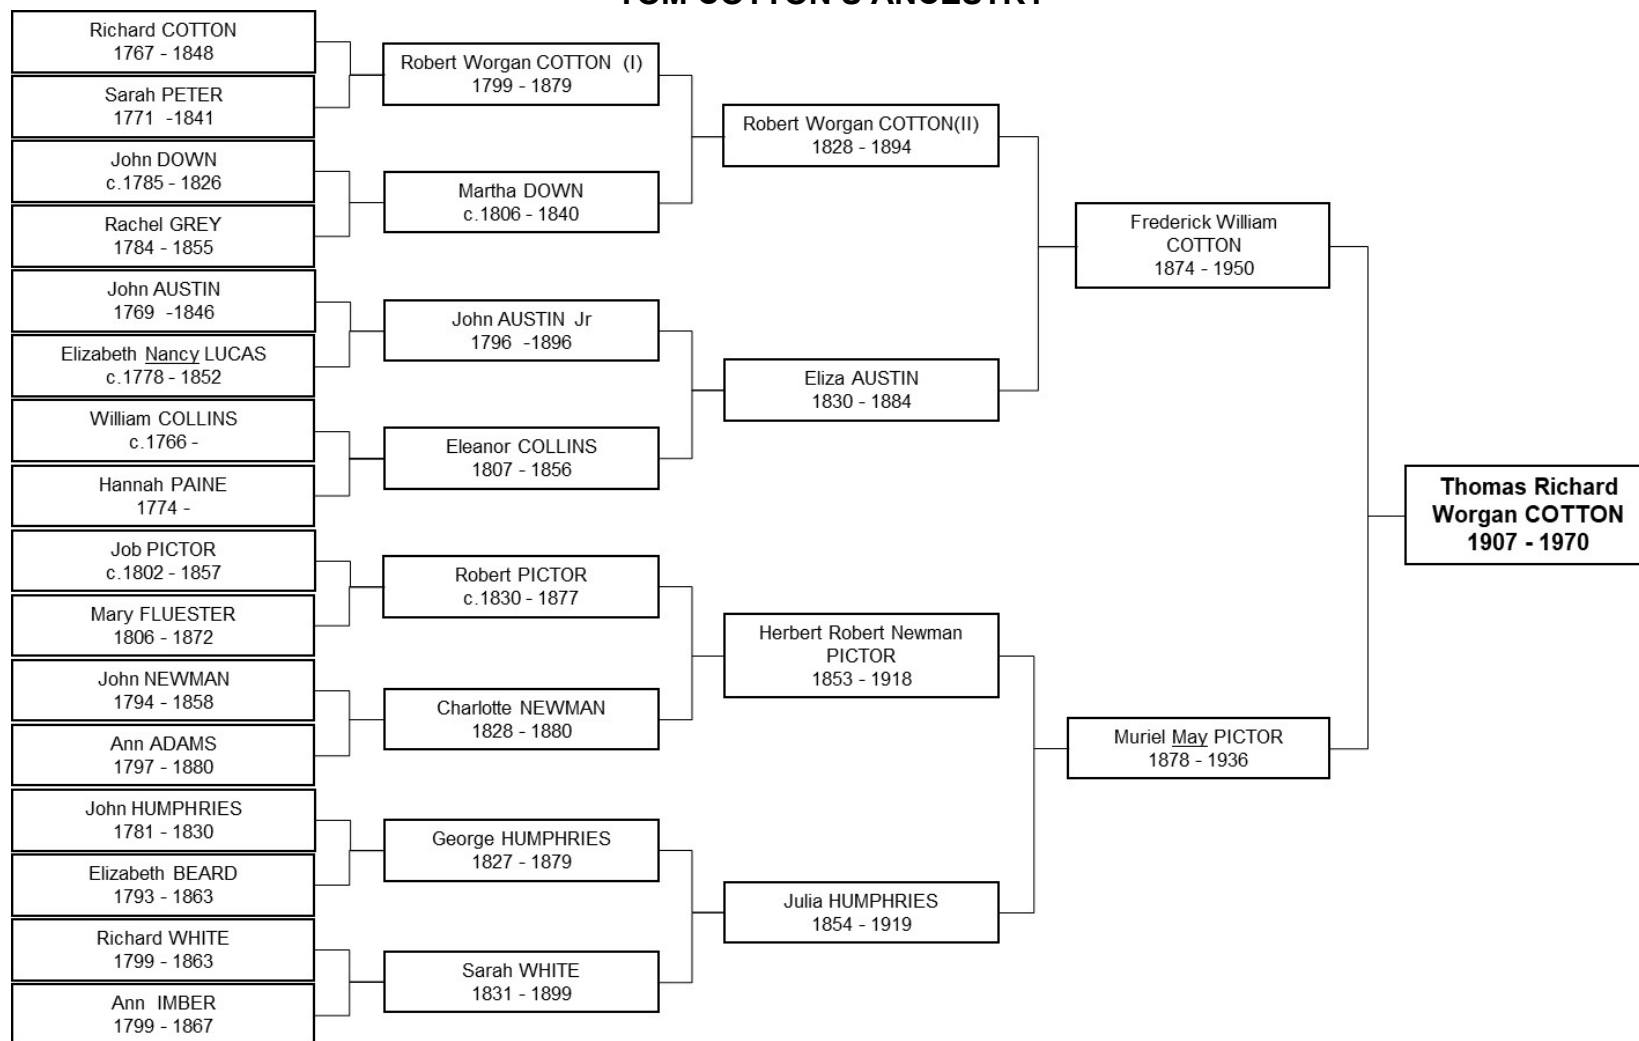 TOM COTTON'S ANCESTRY
Richard COTTON
1767 - 1848
Sarah PETER
1771 -1841
John DOWN
c.1785 - 1826
Rachel GREY
1784 - 1855
John AUSTIN
1769 -1846
Elizabeth Nancy LUCAS
c.1778 - 1852
William COLLINS
c.1766 -
Hannah PAINE
1774 -
Job PICTOR
c.1802 - 1857
Mary FLUESTER
1806 - 1872
John NEWMAN
1794 - 1858
Ann ADAMS
1797 - 1880
John HUMPHRIES
1781 - 1830
Elizabeth BEARD
1793 - 1863
Richard WHITE
1799 - 1863
Ann IMBER
1799 - 1867
Robert Worgan COTTON (I)
1799 - 1879
Martha DOWN
c.1806 - 1840
John AUSTIN Jr
1796 -1896
Eleanor COLLINS
1807 - 1856
Robert PICTOR
c.1830 - 1877
Charlotte NEWMAN
1828 - 1880
George HUMPHRIES
1827 - 1879
Sarah WHITE
1831 - 1899
Robert Worgan COTTON(II)
1828 - 1894
Eliza AUSTIN
1830 - 1884
Herbert Robert Newman
PICTOR
1853 - 1918
Julia HUMPHRIES
1854 - 1919
Frederick William
COTTON
1874 - 1950
Muriel May PICTOR
1878 - 1936
Thomas Richard
Worgan COTTON
1907 - 1970